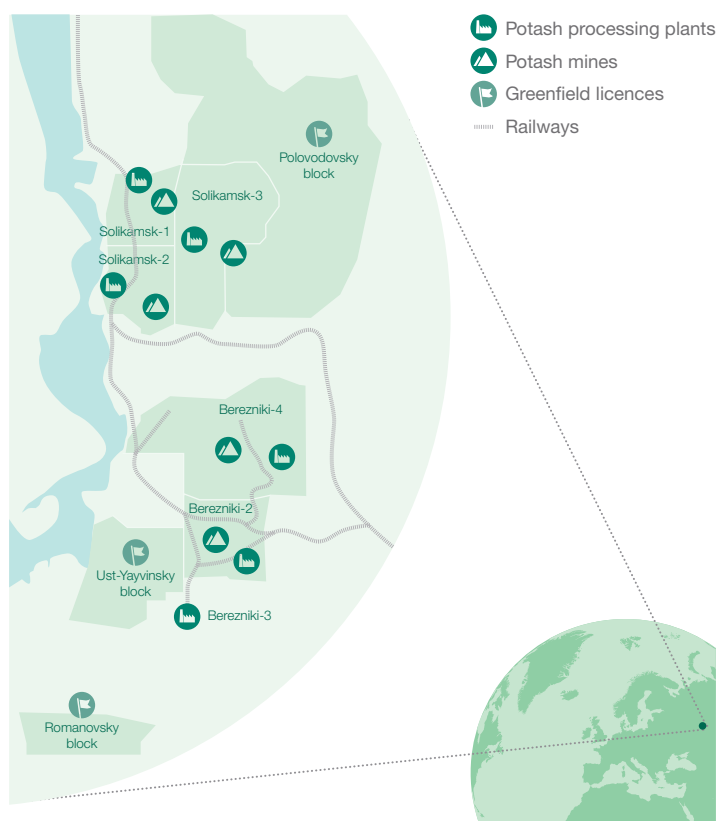 Potash processing plants
Potash mines
Greenfield licences
Railways
Polovodovsky
block
Solikamsk-3
Solikamsk-1
Solikamsk-2
Berezniki-4
Berezniki-2
Ust-Yayvinsky
block
Berezniki-3
Romanovsky
block